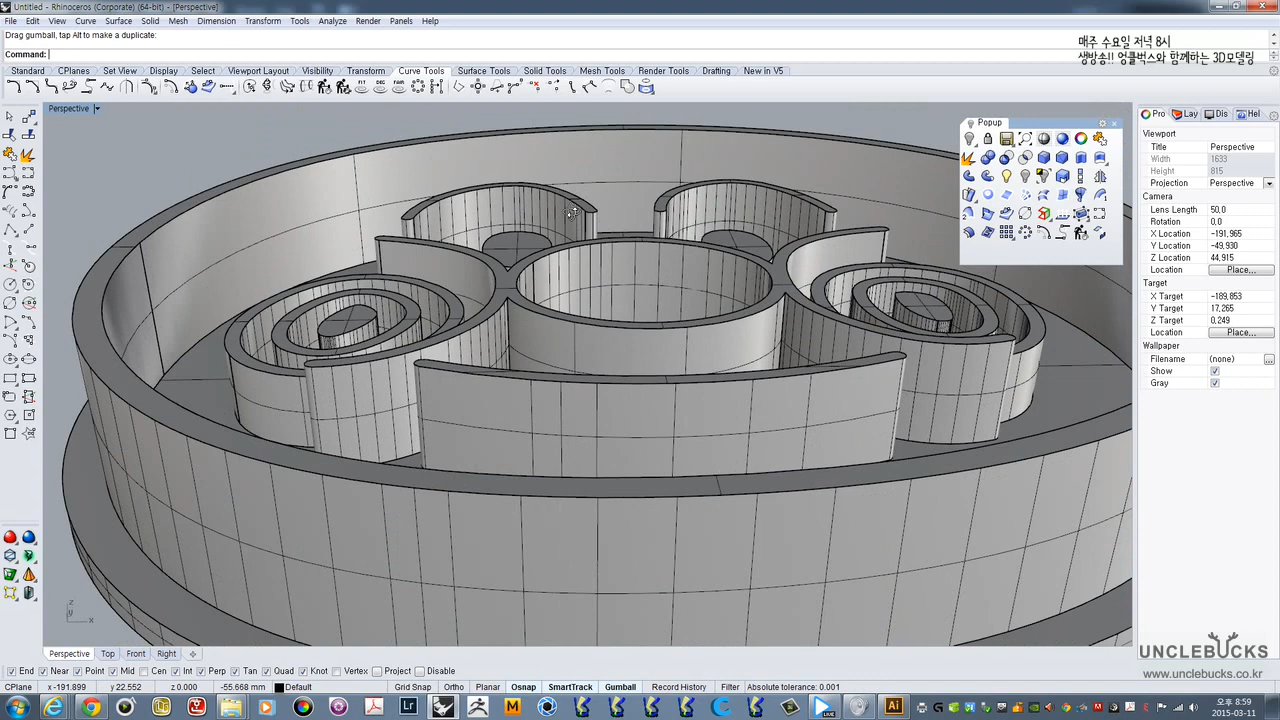 Untitled - Rhinoceros (Corporate) (64-bit) - [Perspective]
File Edit View Curve Surface Solid Mesh Dimension Transform Tools Analyze Render Panels Help
Drag gumball, tap Alt to make a duplicate:
Command:
매주 수요일 저녁 8시
생방송!! 엉클벅스와 함께하는 3D모델링
Standard CPlanes Set View Display Select Viewport Layout Visibility Transform Curve Tools Surface Tools Solid Tools Mesh Tools Render Tools Drafting New in V5
Perspective
Popup
Pro Lay Dis Hel
Viewport
Title Perspective
Width 1633
Height 815
Projection Perspective
Camera
Lens Length 50,0
Rotation 0,0
X Location -191,965
Y Location -49,930
Z Location 44,915
Location Place...
Target
X Target -189,853
Y Target 17,265
Z Target 0,249
Location Place...
Wallpaper
Filename (none)
Show
Gray
z
y
x
Perspective Top Front Right
End Near Point Mid Cen Int Perp Tan Quad Knot Vertex Project Disable
CPlane x -191.899 y 22.552 z 0.000 -55.668 mm Default Grid Snap Ortho Planar Osnap SmartTrack Gumball Record History Filter Absolute tolerance: 0.001
UNCLEBUCKS
www.unclebucks.co.kr
Lr
M
LIVE
Ai
오후 8:59
2015-03-11